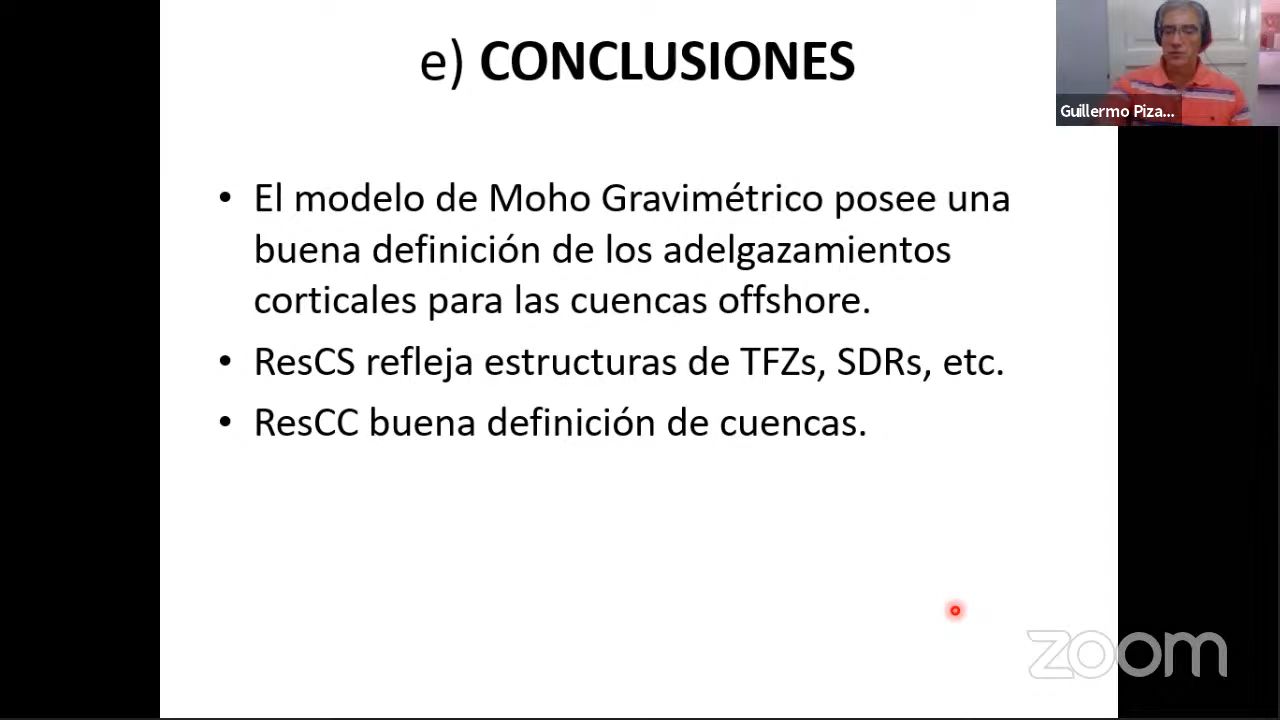 e) CONCLUSIONES
Guillermo Piza...
• El modelo de Moho Gravimétrico posee una
buena definición de los adelgazamientos
corticales para las cuencas offshore.
• ResCS refleja estructuras de TFZs, SDRs, etc.
• ResCC buena definición de cuencas.
zoom